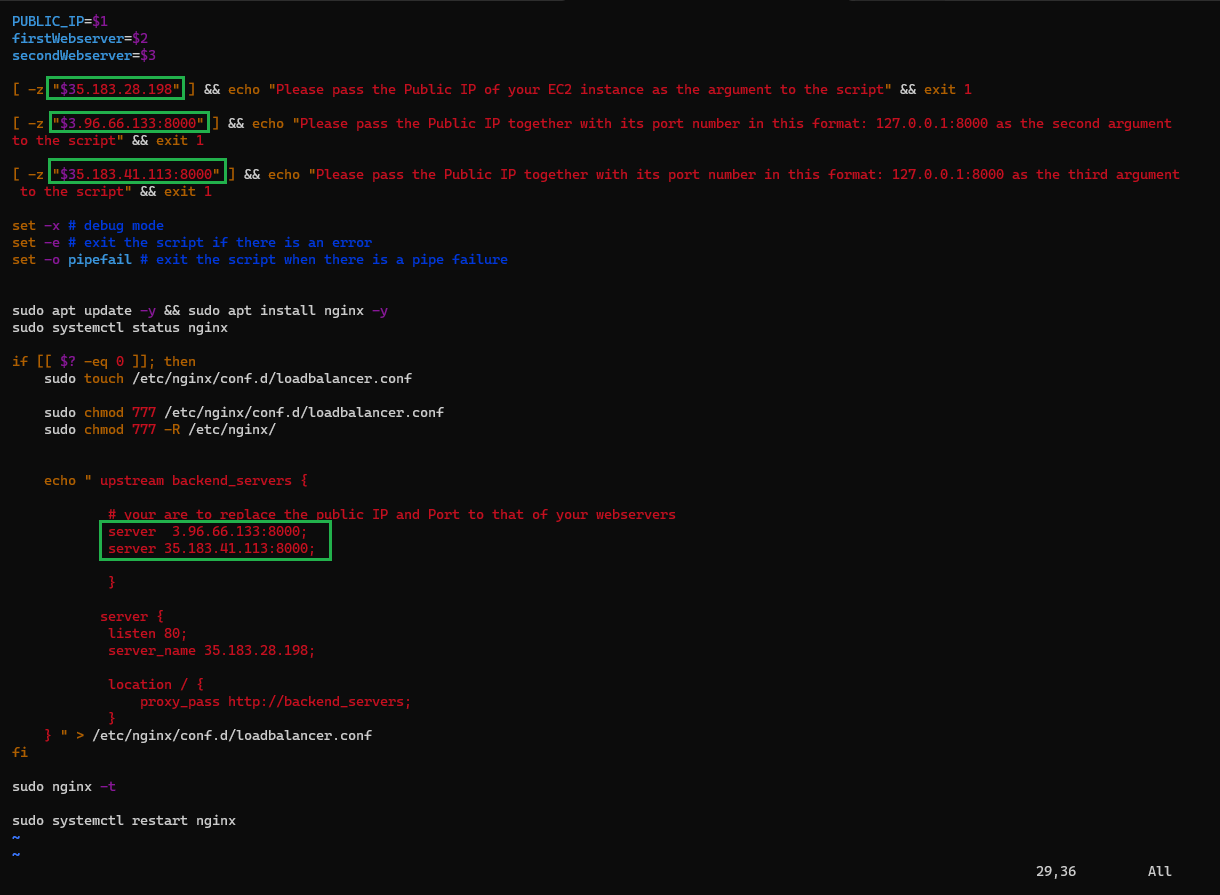 PUBLIC_IP=$1
firstWebserver=$2
secondWebserver=$3
[ -z "$35.183.28.198" ] && echo "Please pass the Public IP of your EC2 instance as the argument to the script" && exit 1
[ -z "$3.96.66.133:8000" ] && echo "Please pass the Public IP together with its port number in this format: 127.0.0.1:8000 as the second argument
to the script" && exit 1
[ -z "$35.183.41.113:8000" ] && echo "Please pass the Public IP together with its port number in this format: 127.0.0.1:8000 as the third argument
to the script" && exit 1
set -x # debug mode
set -e # exit the script if there is an error
set -o pipefail # exit the script when there is a pipe failure
sudo apt update -y && sudo apt install nginx -y
sudo systemctl status nginx
if [[ $? -eq 0 ]]; then
sudo touch /etc/nginx/conf.d/loadbalancer.conf
sudo chmod 777 /etc/nginx/conf.d/loadbalancer.conf
sudo chmod 777 -R /etc/nginx/
echo " upstream backend_servers {
# your are to replace the public IP and Port to that of your webservers
server  3.96.66.133:8000;
server 35.183.41.113:8000;
}
server {
listen 80;
server_name 35.183.28.198;
location / {
proxy_pass http://backend_servers;
}
} " > /etc/nginx/conf.d/loadbalancer.conf
fi
sudo nginx -t
sudo systemctl restart nginx
~
~
29,36 All